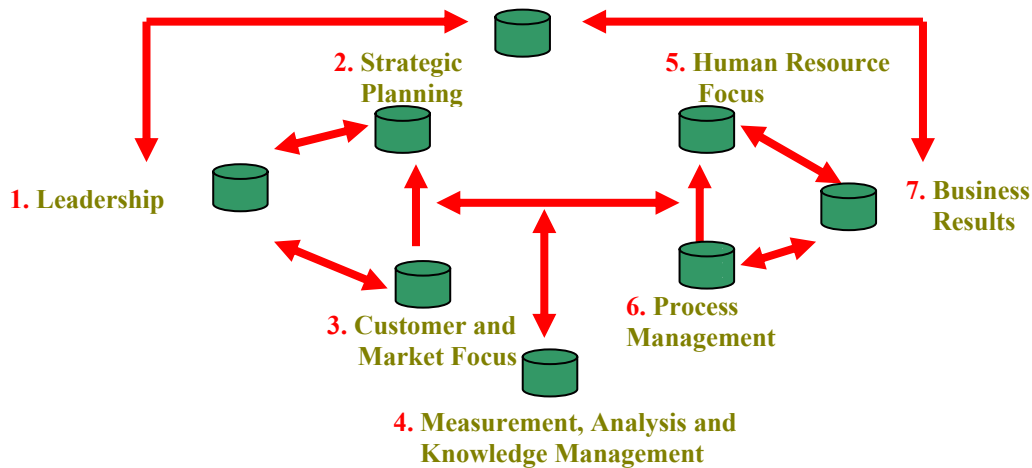 2. Strategic
Planning
5. Human Resource
Focus
1. Leadership
7. Business
Results
3. Customer and
Market Focus
6. Process
Management
4. Measurement, Analysis and
Knowledge Management